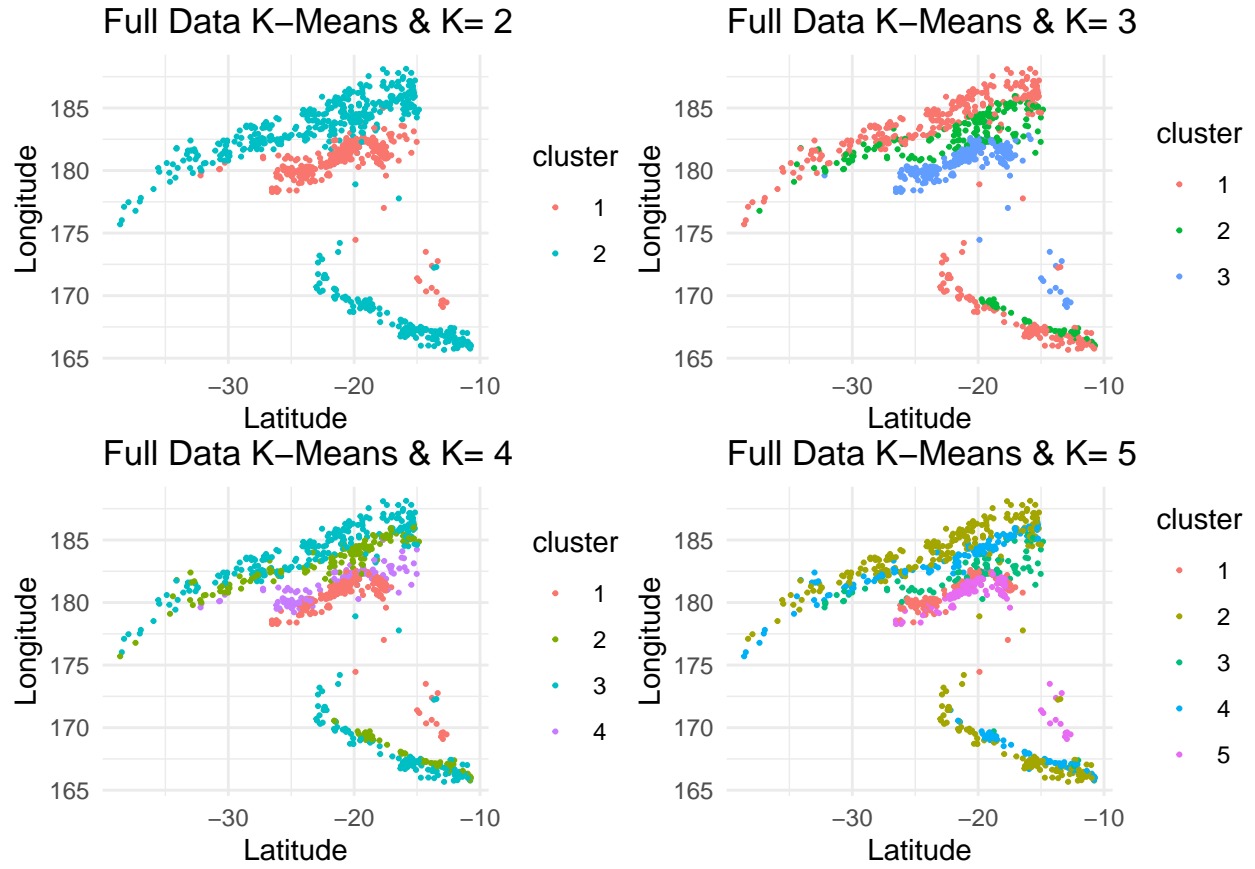 Full Data K−Means & K= 2
185
180
175
170
165
Longitude
−30
−20
−10
Latitude
cluster
1
2
Full Data K−Means & K= 3
185
180
175
170
165
Longitude
−30
−20
−10
Latitude
cluster
1
2
3
Full Data K−Means & K= 4
185
180
175
170
165
Longitude
−30
−20
−10
Latitude
cluster
1
2
3
4
Full Data K−Means & K= 5
185
180
175
170
165
Longitude
−30
−20
−10
Latitude
cluster
1
2
3
4
5